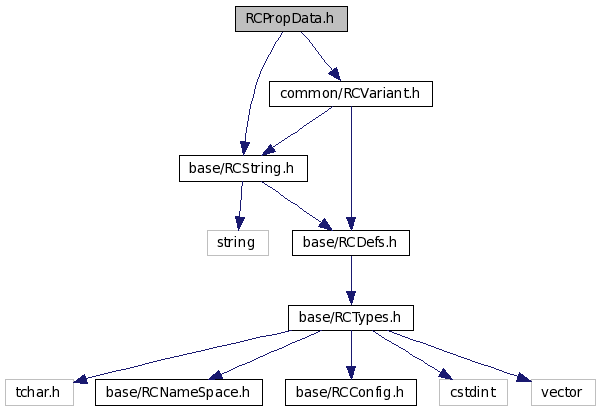 RCPropData.h
common/RCVariant.h
base/RCString.h
string
base/RCDefs.h
base/RCTypes.h
tchar.h
base/RCNameSpace.h
base/RCConfig.h
cstdint
vector